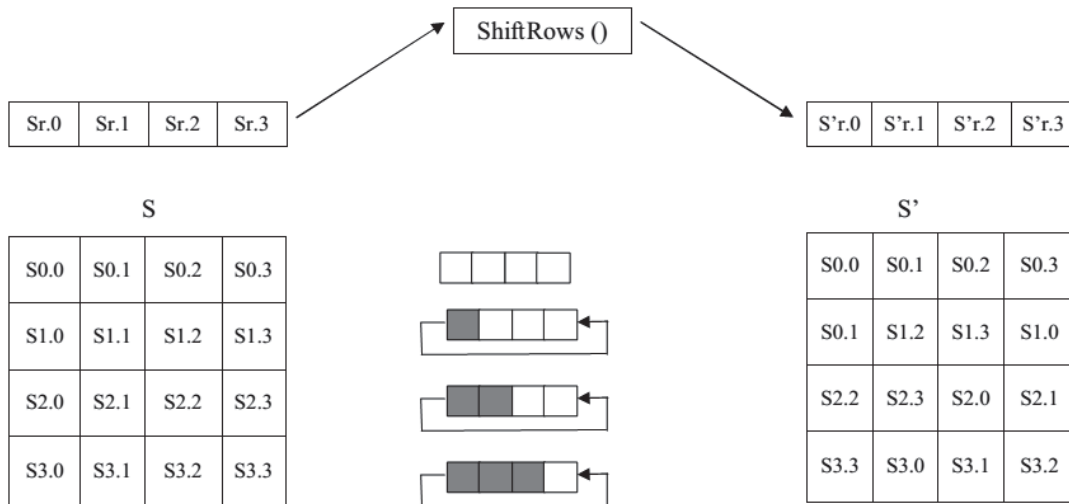 ShiftRows ()
Sr.0 Sr.1 Sr.2 Sr.3
S'r.0 S'r.1 S'r.2 S'r.3
S
S'
S0.0 S0.1 S0.2 S0.3
S1.0 S1.1 S1.2 S1.3
S2.0 S2.1 S2.2 S2.3
S3.0 S3.1 S3.2 S3.3
S0.0 S0.1 S0.2 S0.3
S0.1 S1.2 S1.3 S1.0
S2.2 S2.3 S2.0 S2.1
S3.3 S3.0 S3.1 S3.2